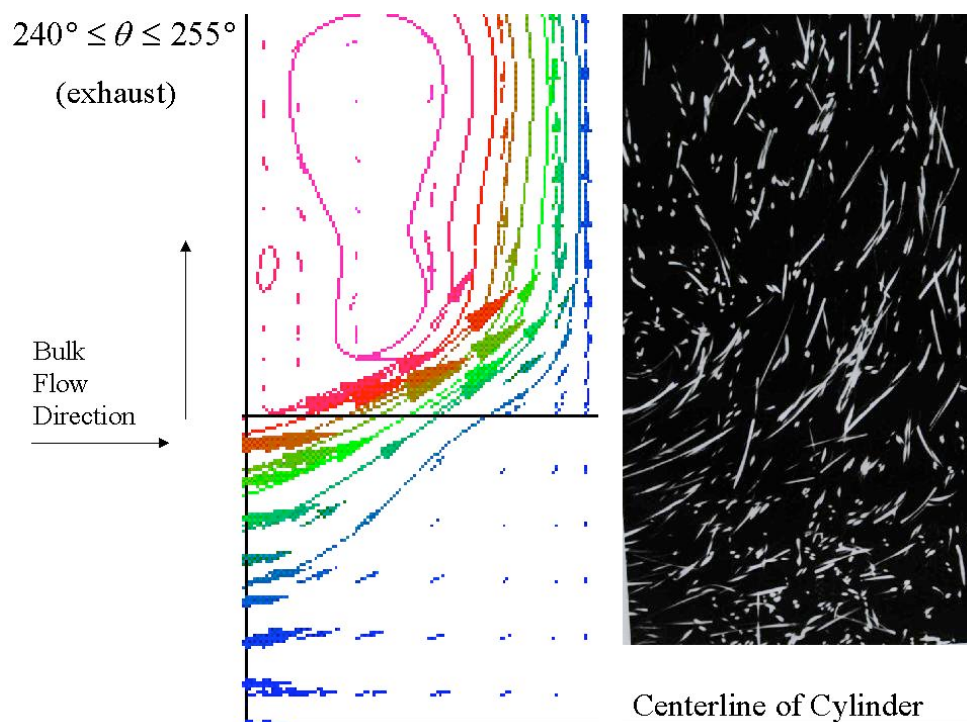 240° ≤ θ ≤ 255°
(exhaust)
Bulk
Flow
Direction
Centerline of Cylinder